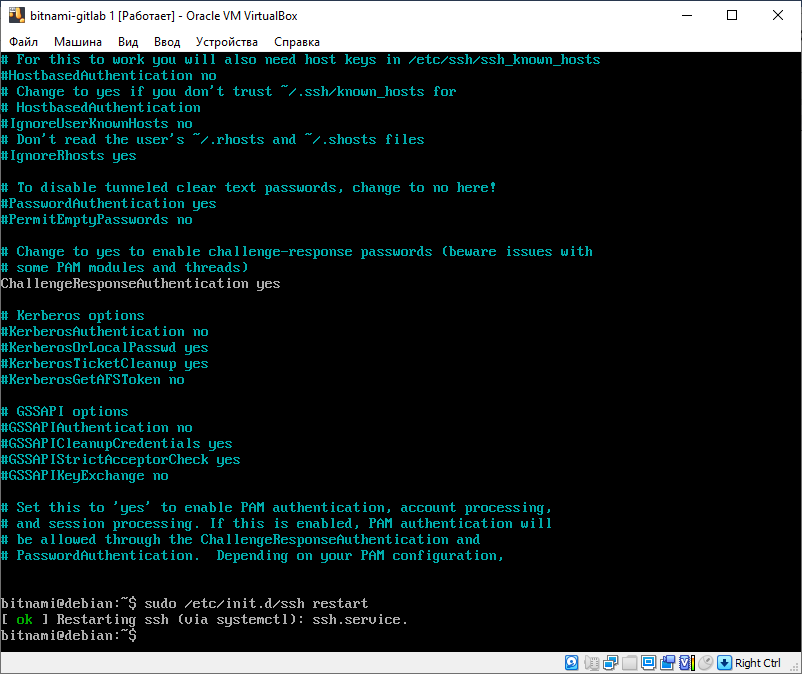 bitnami-gitlab 1 [Работает] - Oracle VM VirtualBox
Файл Машина Вид Ввод Устройства Справка
# For this to work you will also need host keys in /etc/ssh/ssh_known_hosts
#HostbasedAuthentication no
# Change to yes if you don't trust ~/.ssh/known_hosts for
# HostbasedAuthentication
#IgnoreUserKnownHosts no
# Don't read the user's ~/.rhosts and ~/.shosts files
#IgnoreRhosts yes

# To disable tunneled clear text passwords, change to no here!
#PasswordAuthentication yes
#PermitEmptyPasswords no

# Change to yes to enable challenge-response passwords (beware issues with
# some PAM modules and threads)
ChallengeResponseAuthentication yes

# Kerberos options
#KerberosAuthentication no
#KerberosOrLocalPasswd yes
#KerberosTicketCleanup yes
#KerberosGetAFSToken no

# GSSAPI options
#GSSAPIAuthentication no
#GSSAPICleanupCredentials yes
#GSSAPIStrictAcceptorCheck yes
#GSSAPIKeyExchange no

# Set this to 'yes' to enable PAM authentication, account processing,
# and session processing. If this is enabled, PAM authentication will
# be allowed through the ChallengeResponseAuthentication and
# PasswordAuthentication.  Depending on your PAM configuration,

bitnami@debian:~$ sudo /etc/init.d/ssh restart
[ ok ] Restarting ssh (via systemctl): ssh.service.
bitnami@debian:~$
Right Ctrl